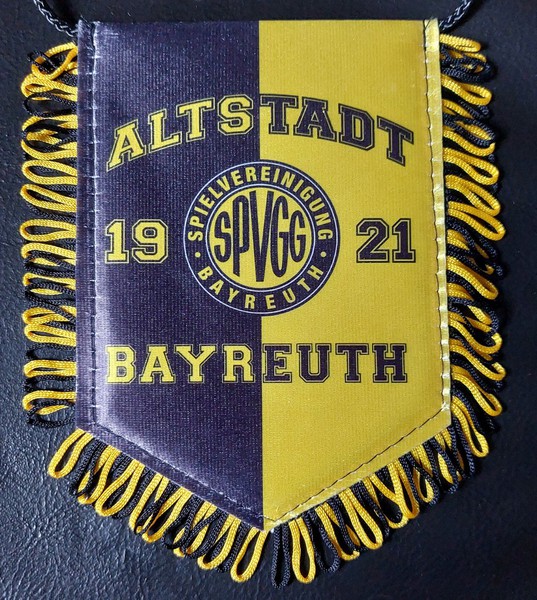 ALTSTADT
SPIELVEREINIGUNG
19 SPVGG 21
· BAYREUTH ·
BAYREUTH